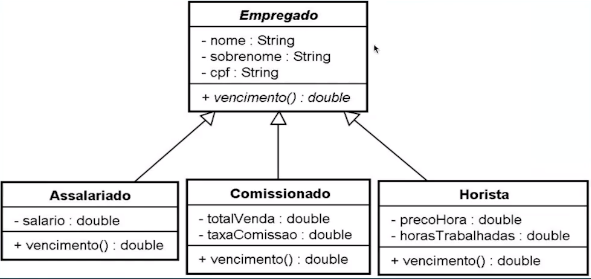 Empregado
- nome : String
- sobrenome : String
- cpf : String
+ vencimento() : double
Assalariado
- salario : double
+ vencimento() : double
Comissionado
- totalVenda : double
- taxaComissao : double
+ vencimento() : double
Horista
- precoHora : double
- horasTrabalhadas : double
+ vencimento() : double